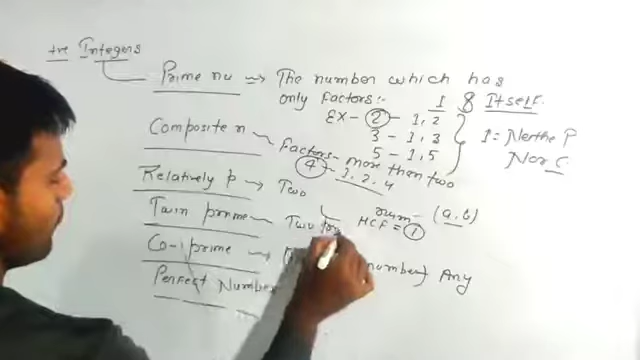 +ve Integers
Prime nu => The number which has
only Factors:- 1 & Itself.
EX- 2 - 1, 2
3 - 1, 3
5 - 1, 5
1 = Neither P
Nor C
Composite n Factors - more than two
4 - 1, 2, 4
Relatively p → Two num- (a, b)
HCF = 1
Twin prime Two
Co-prime → number) Any
Perfect Number